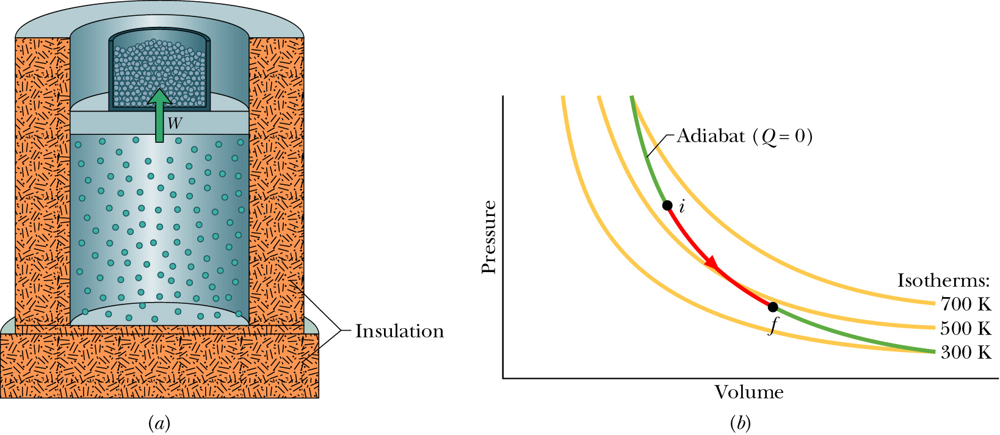 W
Insulation
(a)
Adiabat (Q = 0)
i
Pressure
f
Isotherms:
700 K
500 K
300 K
Volume
(b)